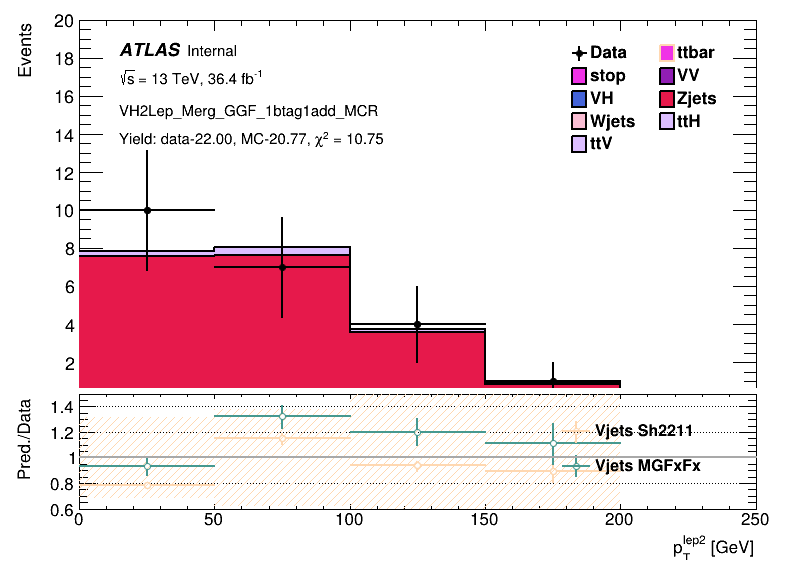 Events
20
18
16
14
12
10
8
6
4
2
ATLAS Internal
√s = 13 TeV, 36.4 fb⁻¹
VH2Lep_Merg_GGF_1btag1add_MCR
Yield: data-22.00, MC-20.77, χ² = 10.75
Data
ttbar
stop
VV
VH
Zjets
Wjets
ttH
ttV
Pred./Data
1.4
1.2
1
0.8
0.6
Vjets Sh2211
Vjets MGFxFx
0 50 100 150 200 250
p_T^lep2 [GeV]